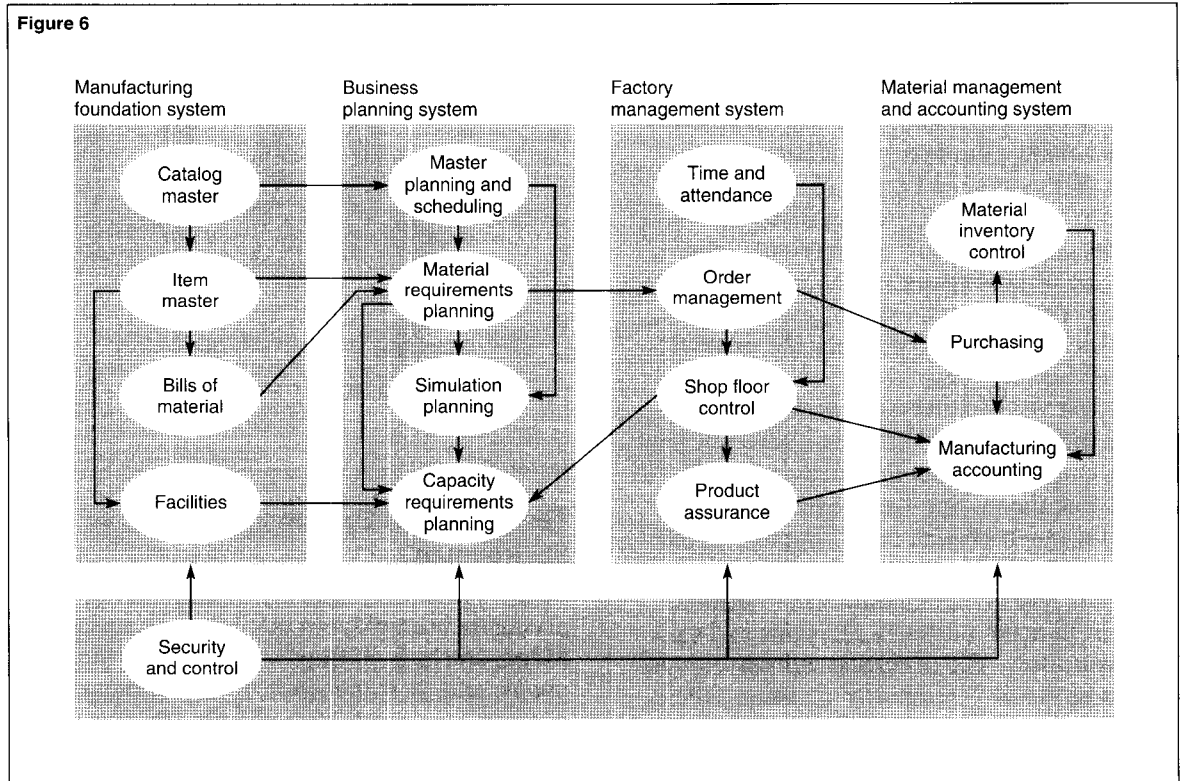 Figure 6
Manufacturing
foundation system
Business
planning system
Factory
management system
Material management
and accounting system
Catalog
master
Item
master
Bills of
material
Facilities
Master
planning and
scheduling
Material
requirements
planning
Simulation
planning
Capacity
requirements
planning
Time and
attendance
Order
management
Shop floor
control
Product
assurance
Material
inventory
control
Purchasing
Manufacturing
accounting
Security
and control